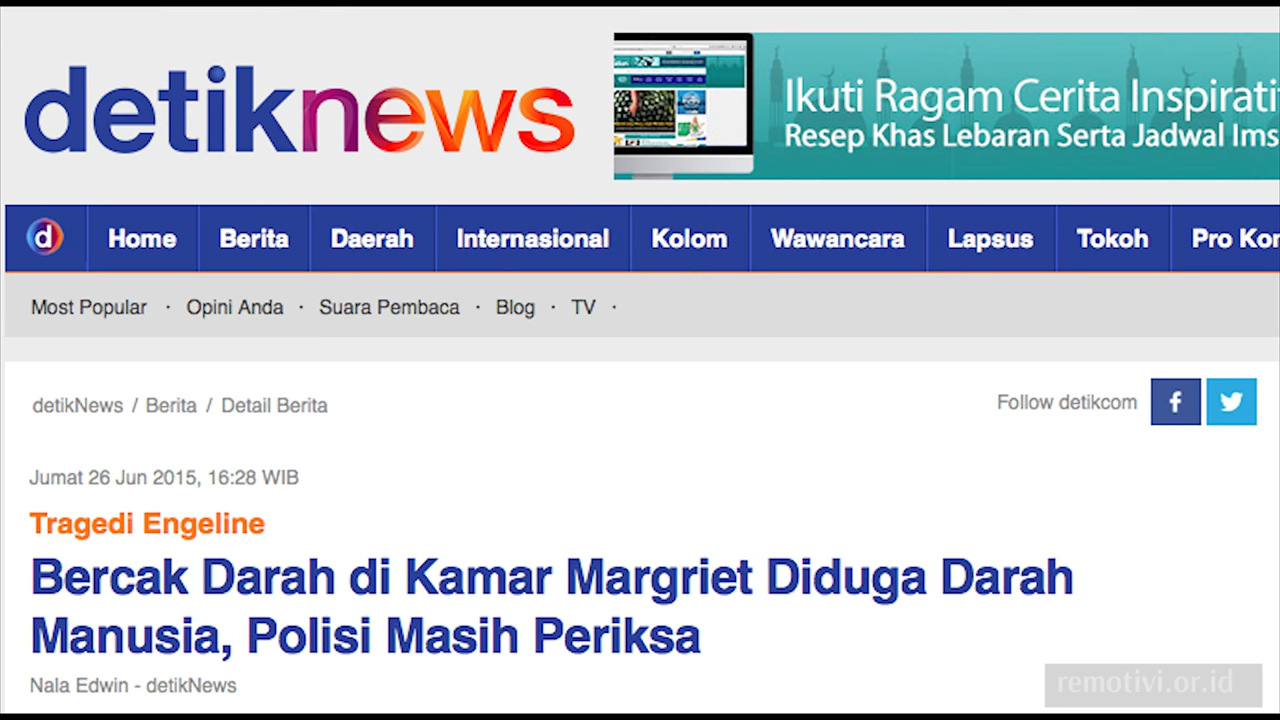 detiknews
Ikuti Ragam Cerita Inspirati
Resep Khas Lebaran Serta Jadwal Ims
d Home Berita Daerah Internasional Kolom Wawancara Lapsus Tokoh Pro Kon
Most Popular · Opini Anda · Suara Pembaca · Blog · TV ·
detikNews / Berita / Detail Berita
Follow detikcom f
Jumat 26 Jun 2015, 16:28 WIB
Tragedi Engeline
Bercak Darah di Kamar Margriet Diduga Darah
Manusia, Polisi Masih Periksa
Nala Edwin - detikNews
remotivi.or.id